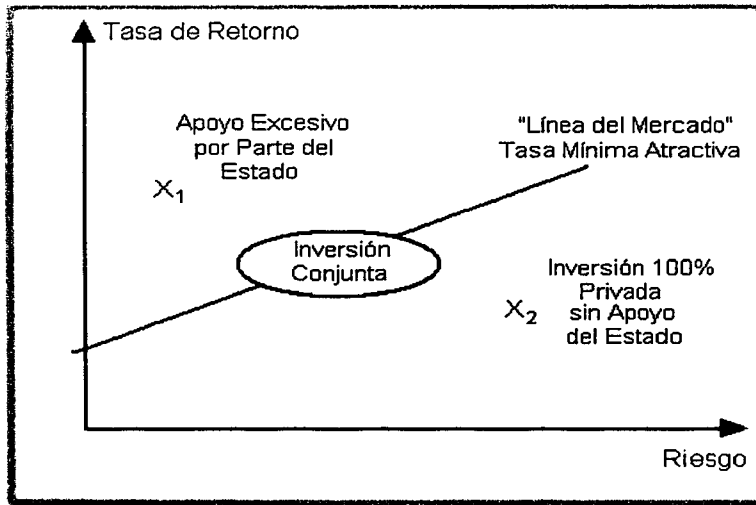 Tasa de Retorno
Apoyo Excesivo
por Parte del
Estado
X1
"Línea del Mercado"
Tasa Mínima Atractiva
Inversión
Conjunta
X2
Inversión 100%
Privada
sin Apoyo
del Estado
Riesgo